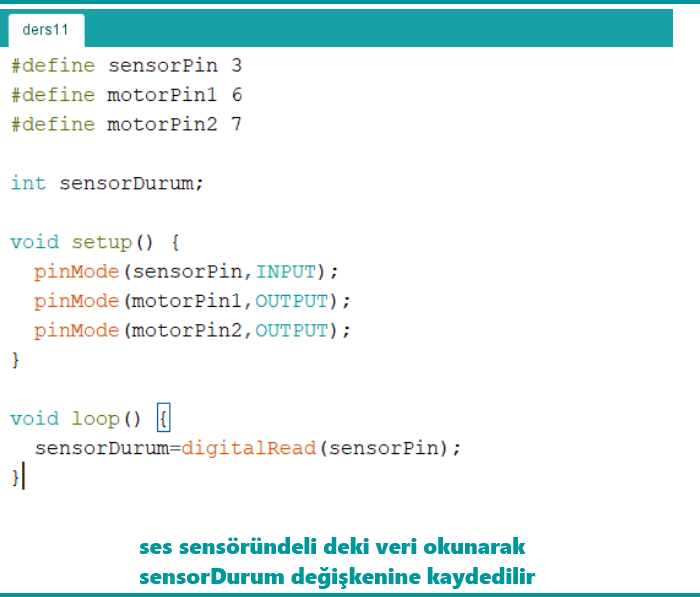 ders11
#define sensorPin 3
#define motorPin1 6
#define motorPin2 7
int sensorDurum;
void setup() {
pinMode(sensorPin,INPUT);
pinMode(motorPin1,OUTPUT);
pinMode(motorPin2,OUTPUT);
}
void loop() {
sensorDurum=digitalRead(sensorPin);
}
ses sensöründeli deki veri okunarak
sensorDurum değişkenine kaydedilir